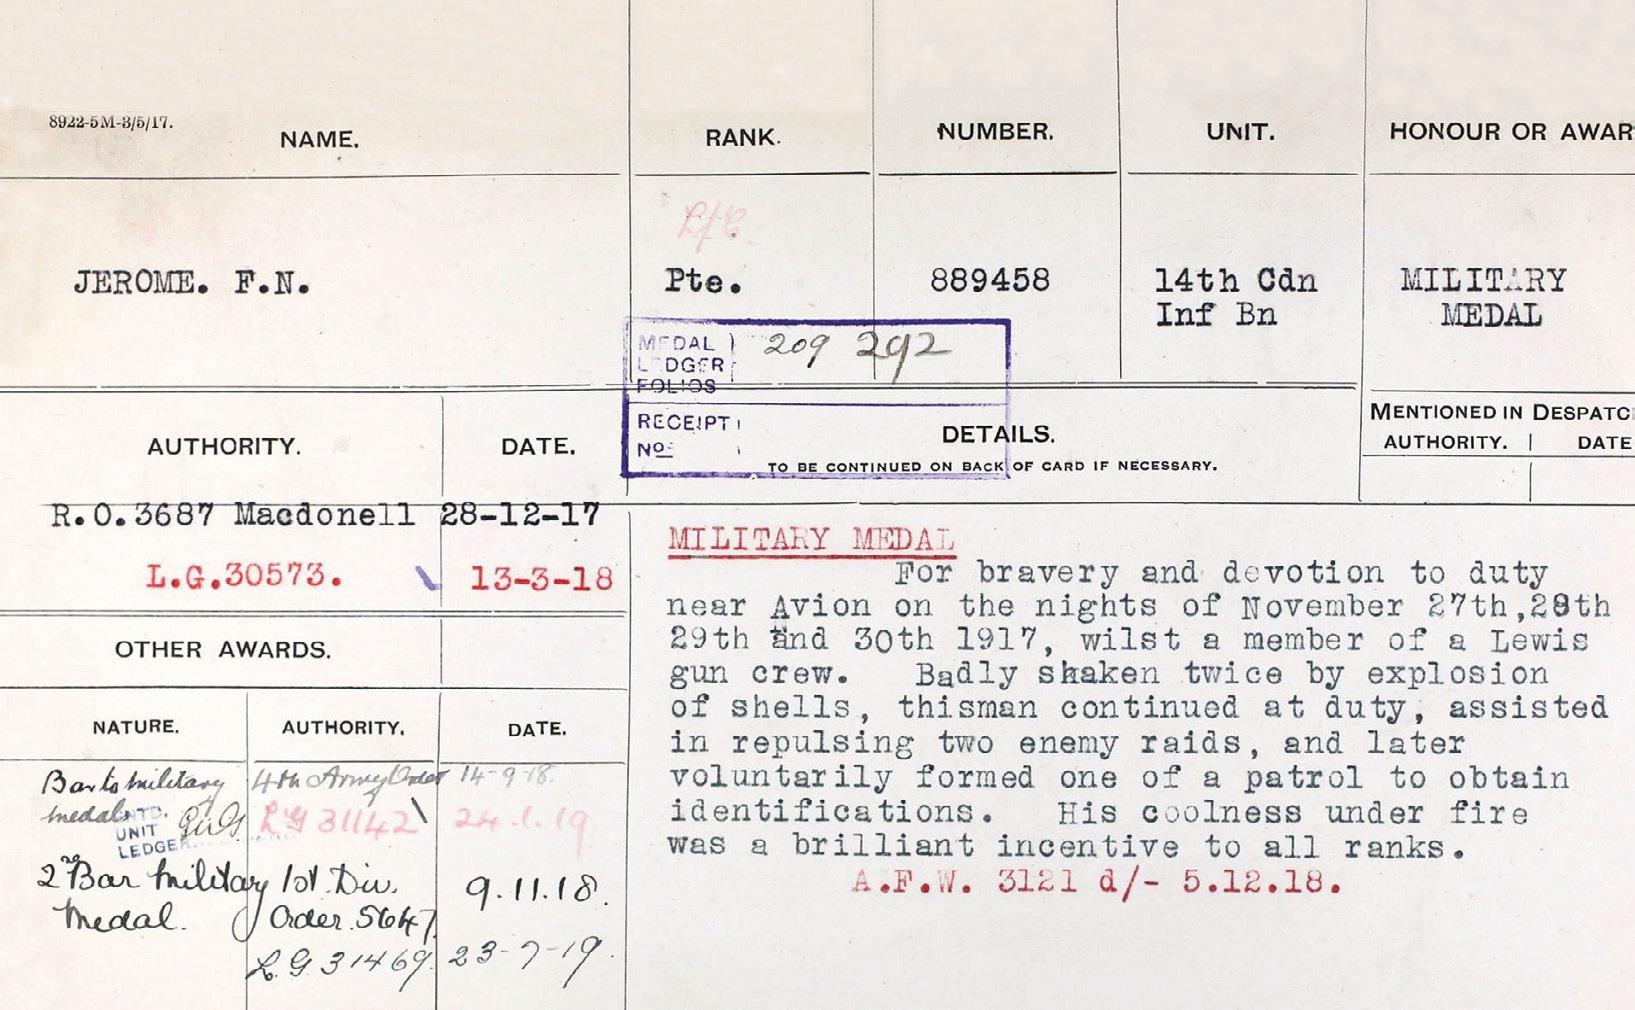 8922-5M-3/5/17.
NAME.
RANK.
NUMBER.
UNIT.
HONOUR OR AWAR
L/C.
JEROME. F.N.
Pte.
889458
14th Cdn
Inf Bn
MILITARY
MEDAL
MEDAL
LEDGER
FOLIOS
209 292
RECEIPT
No:
AUTHORITY.
DATE.
DETAILS.
TO BE CONTINUED ON BACK OF CARD IF NECESSARY.
MENTIONED IN DESPATC
AUTHORITY.
DATE
R.O.3687 Macdonell 28-12-17
L.G.30573. 13-3-18
OTHER AWARDS.
NATURE.
AUTHORITY.
DATE.
Bar to Military
Medal
4th Army Order
14-9-18.
NTD.
UNIT
LEDGER
L.G 31142
24.1.19
2nd Bar Military
Medal.
1st Div.
Order.5647
9.11.18.
L.G 31469.
23-7-19.
MILITARY MEDAL
For bravery and devotion to duty
near Avion on the nights of November 27th,28th
29th and 30th 1917, wilst a member of a Lewis
gun crew. Badly shaken twice by explosion
of shells, thisman continued at duty, assisted
in repulsing two enemy raids, and later
voluntarily formed one of a patrol to obtain
identifications. His coolness under fire
was a brilliant incentive to all ranks.
A.F.W. 3121 d/- 5.12.18.